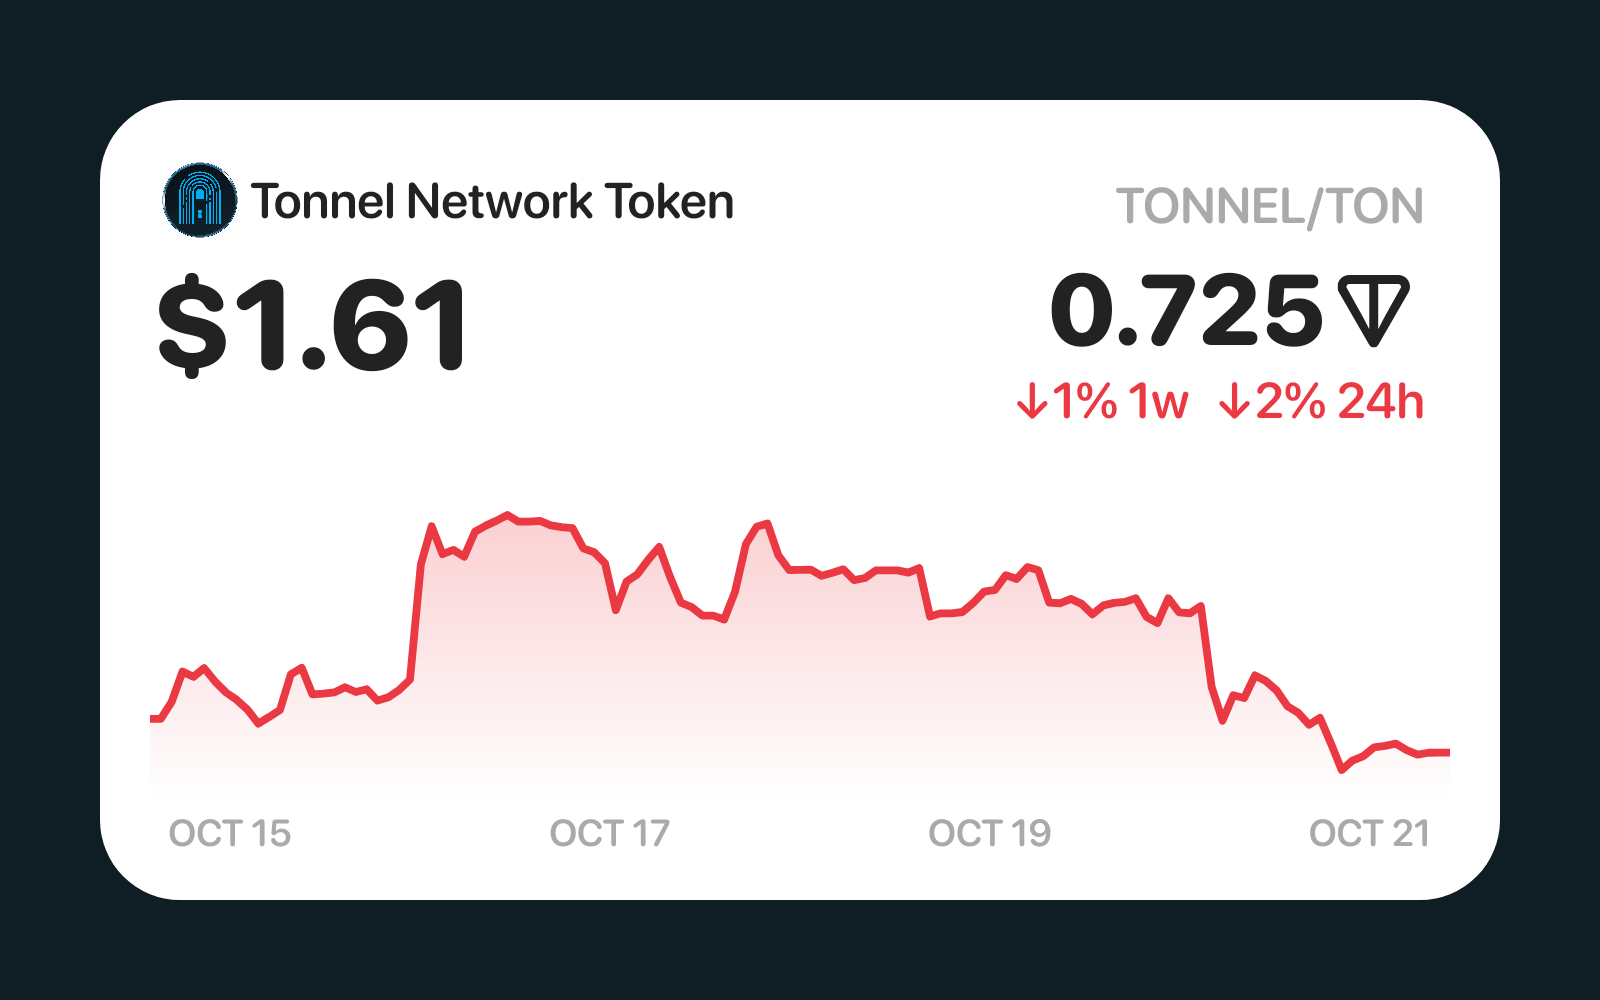 Tonnel Network Token
TONNEL/TON
$1.61
0.725
↓1% 1w ↓2% 24h
OCT 15 OCT 17 OCT 19 OCT 21